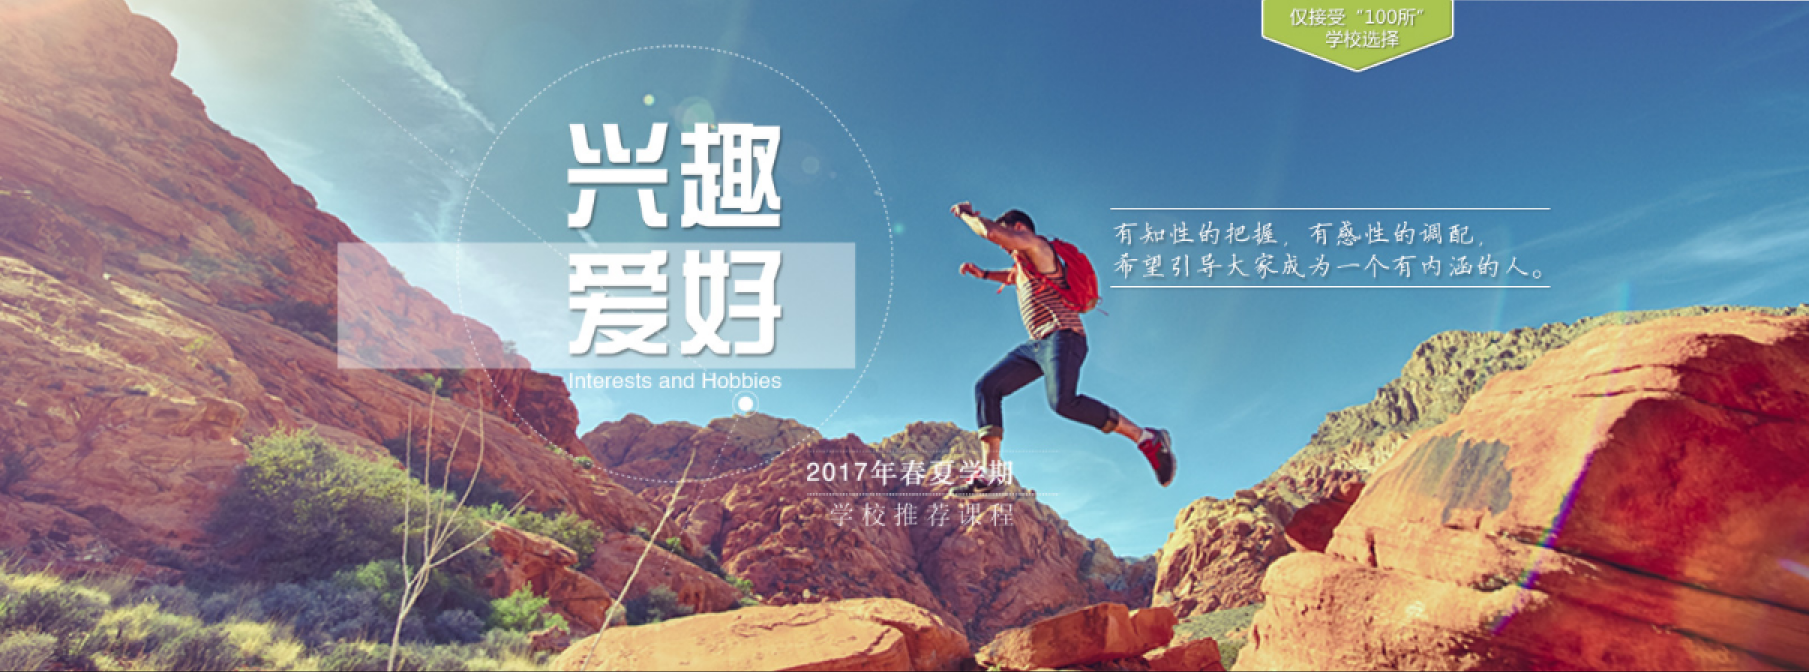 仅接受“100所”
学校选择
兴趣
爱好
Interests and Hobbies
有知性的把握，有感性的调配，
希望引导大家成为一个有内涵的人。
2017年春夏学期
学校推荐课程